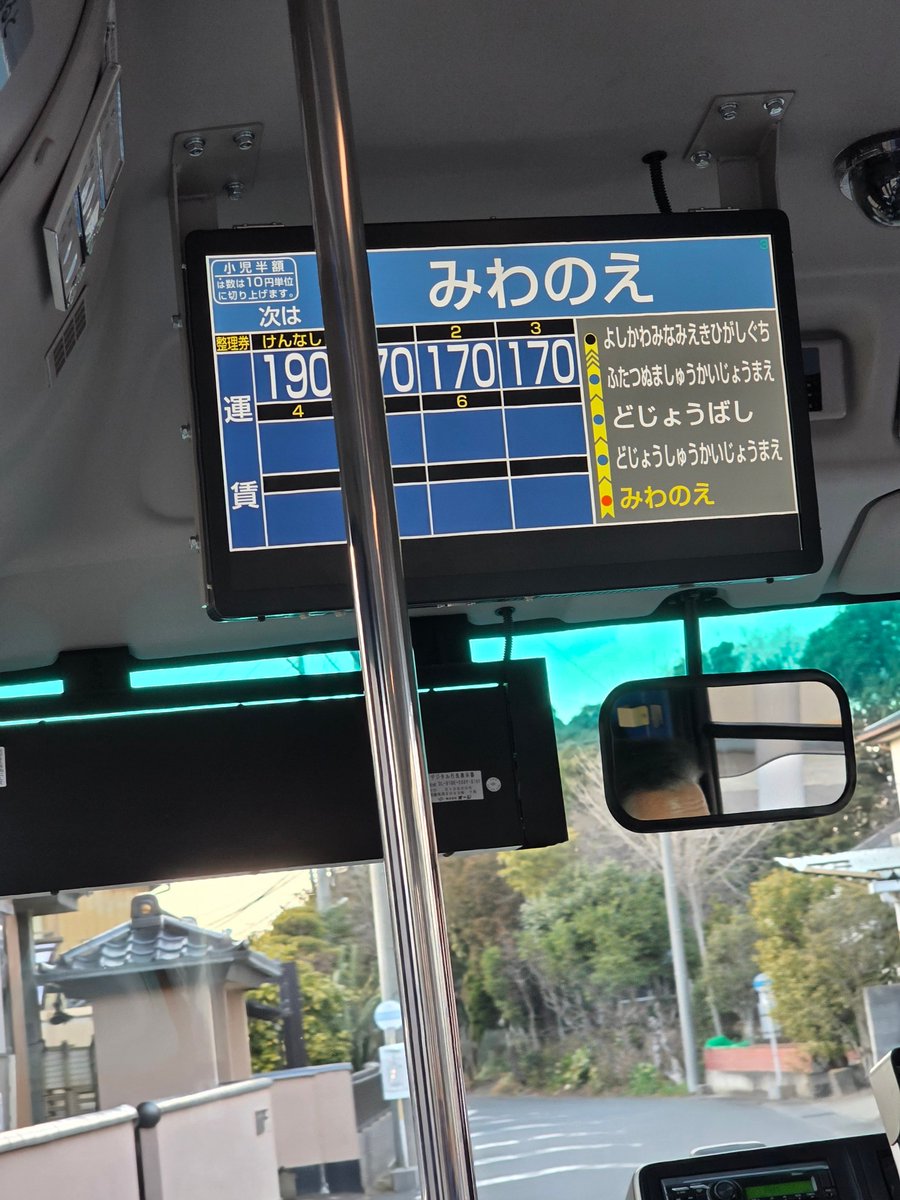 小児半額
は数は10円単位
に切り上げます。
次は
みわのえ
3
整理券
けんなし
2
3
運
賃
190
70
170
170
4
6
よしかわみなみえきひがしぐち
ふたつぬましゅうかいじょうまえ
どじょうばし
どじょうしゅうかいじょうまえ
みわのえ